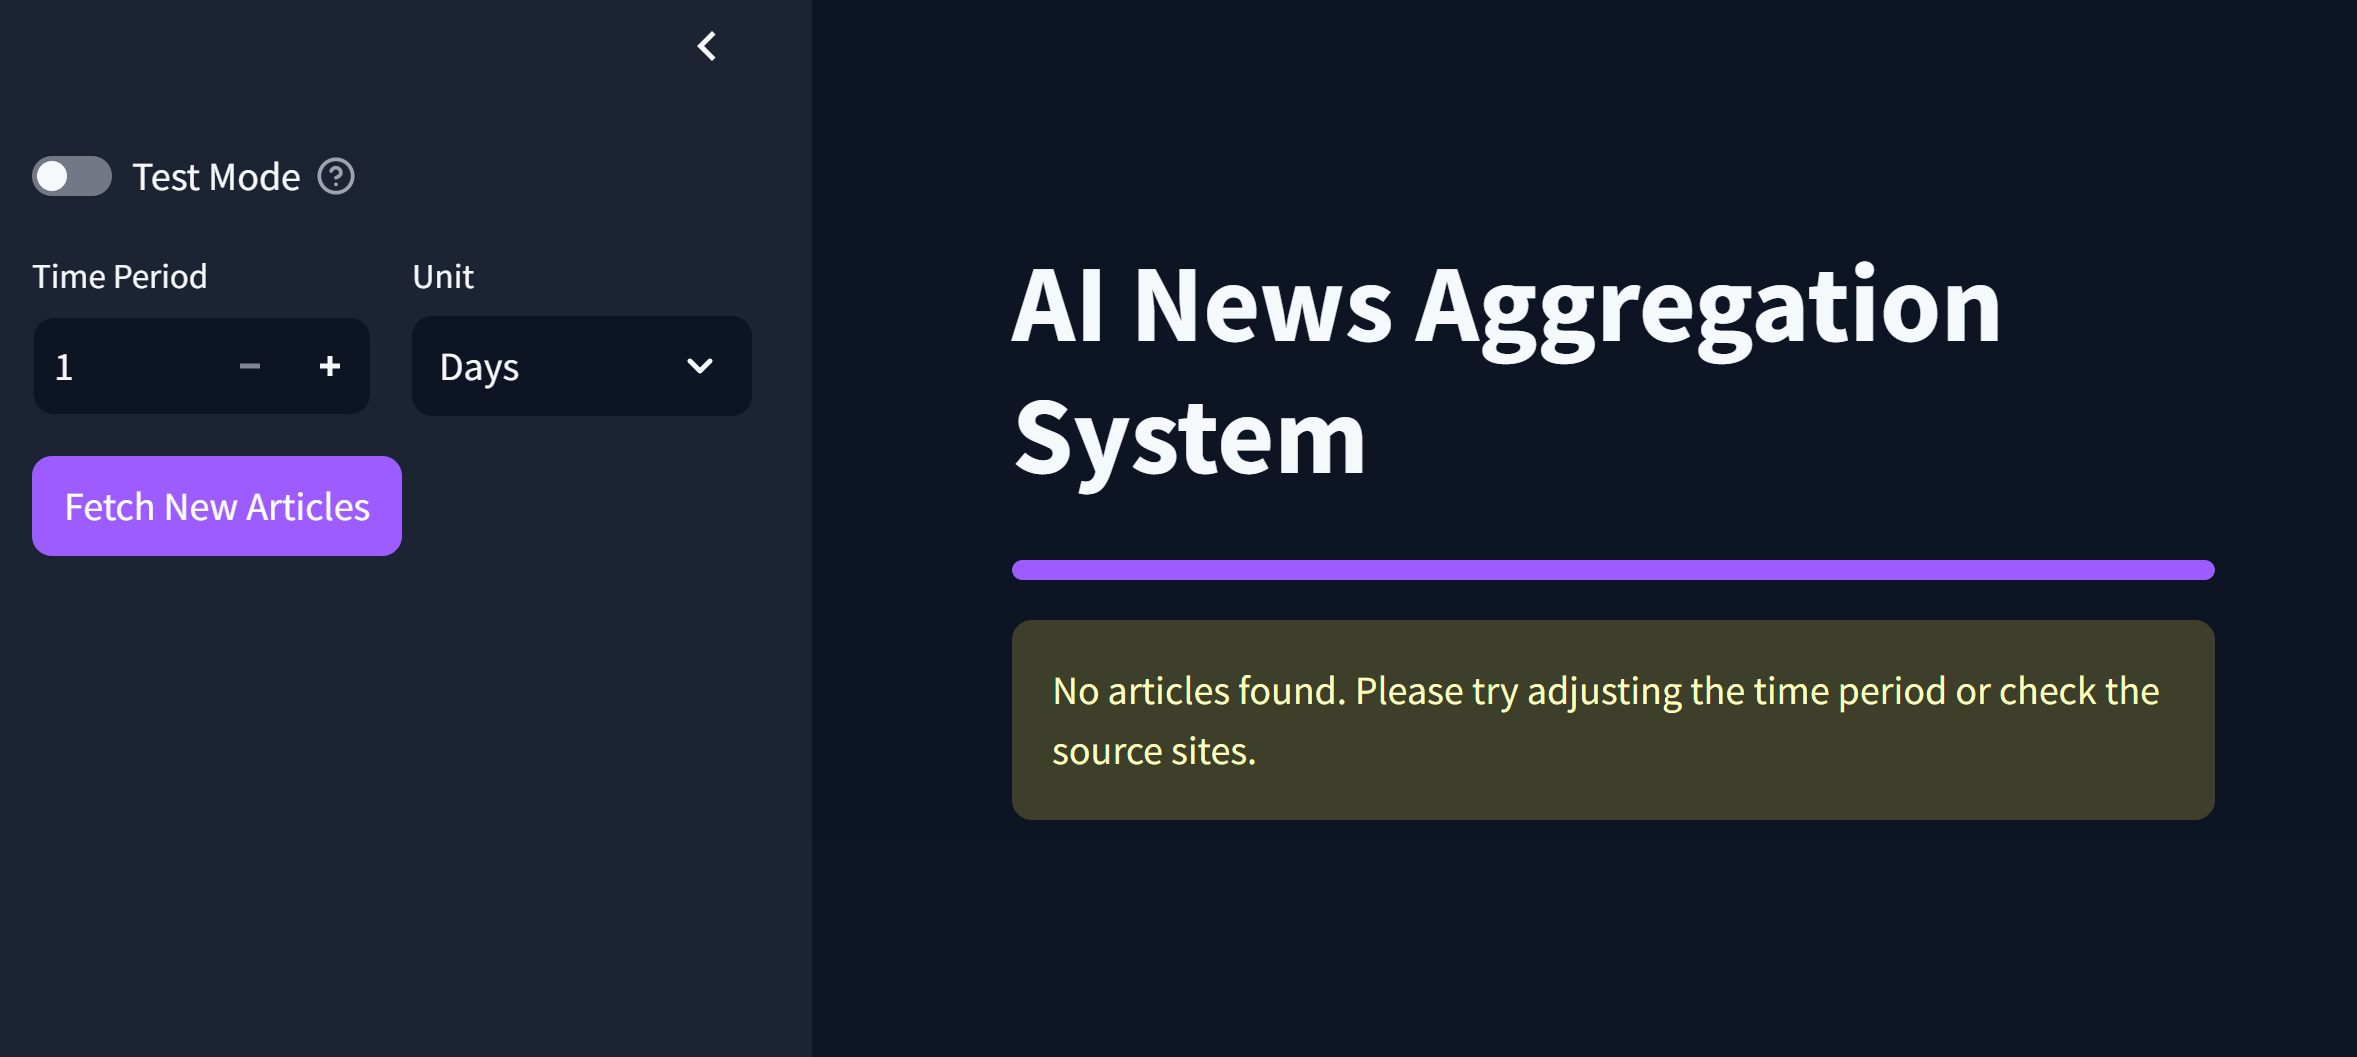 Test Mode
Time Period
Unit
1
Days
Fetch New Articles
AI News Aggregation
System
No articles found. Please try adjusting the time period or check the
source sites.